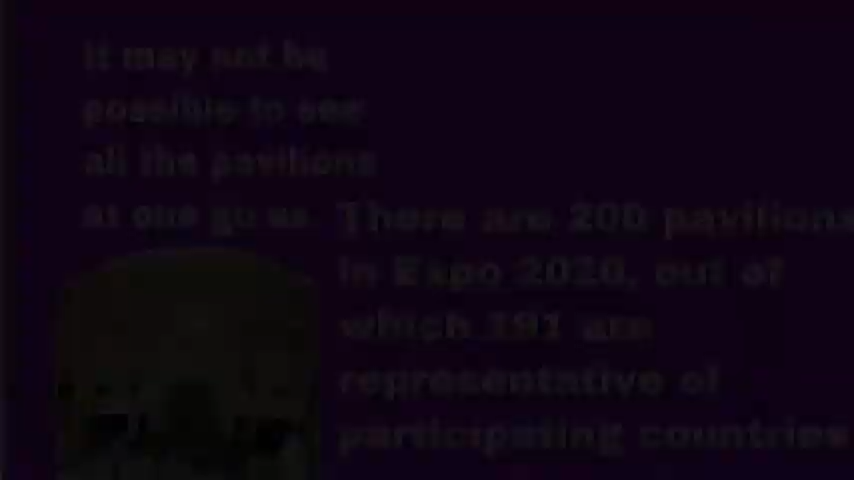 It may not be
possible to see
all the pavilions
at one go as
There are 200 pavilions
in Expo 2020, out of
which 191 are
representative of
participating countries